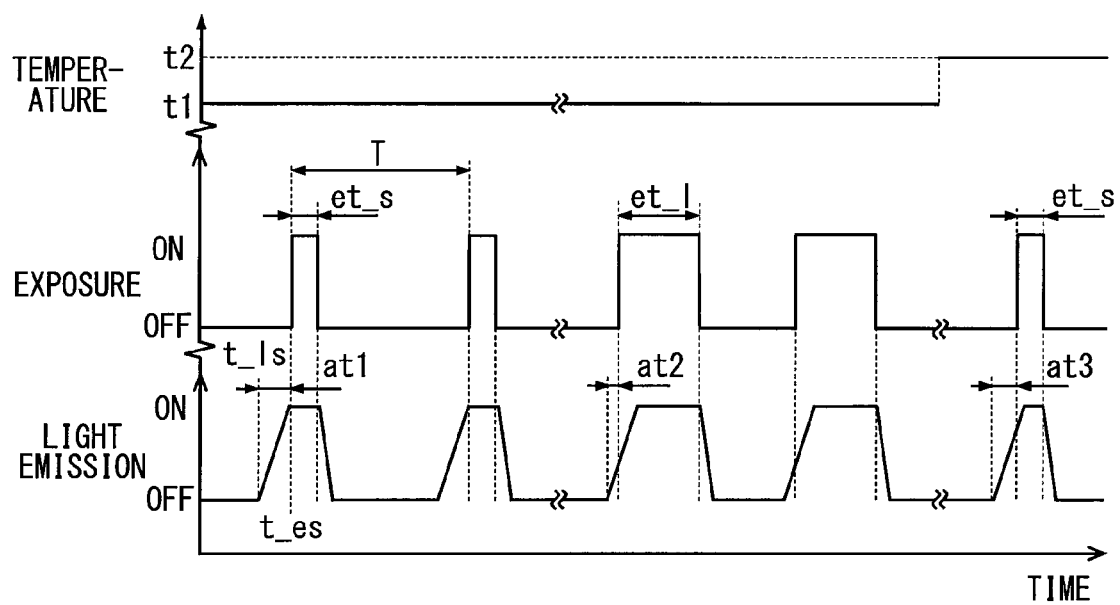 t2
TEMPER-
ATURE
t1
T
et_s
et_l
et_s
ON
EXPOSURE
OFF
t_ls
at1
at2
at3
ON
LIGHT
EMISSION
OFF
t_es
TIME